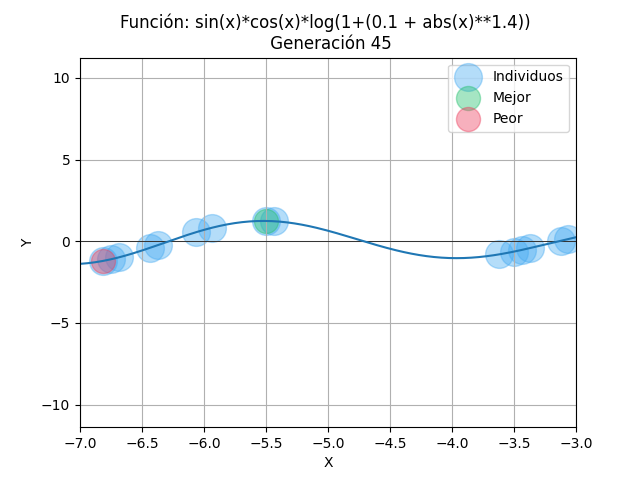 Función: sin(x)*cos(x)*log(1+(0.1 + abs(x)**1.4))
Generación 45
Individuos
Mejor
Peor
10
5
0
−5
−10
Y
−7.0 −6.5 −6.0 −5.5 −5.0 −4.5 −4.0 −3.5 −3.0
X